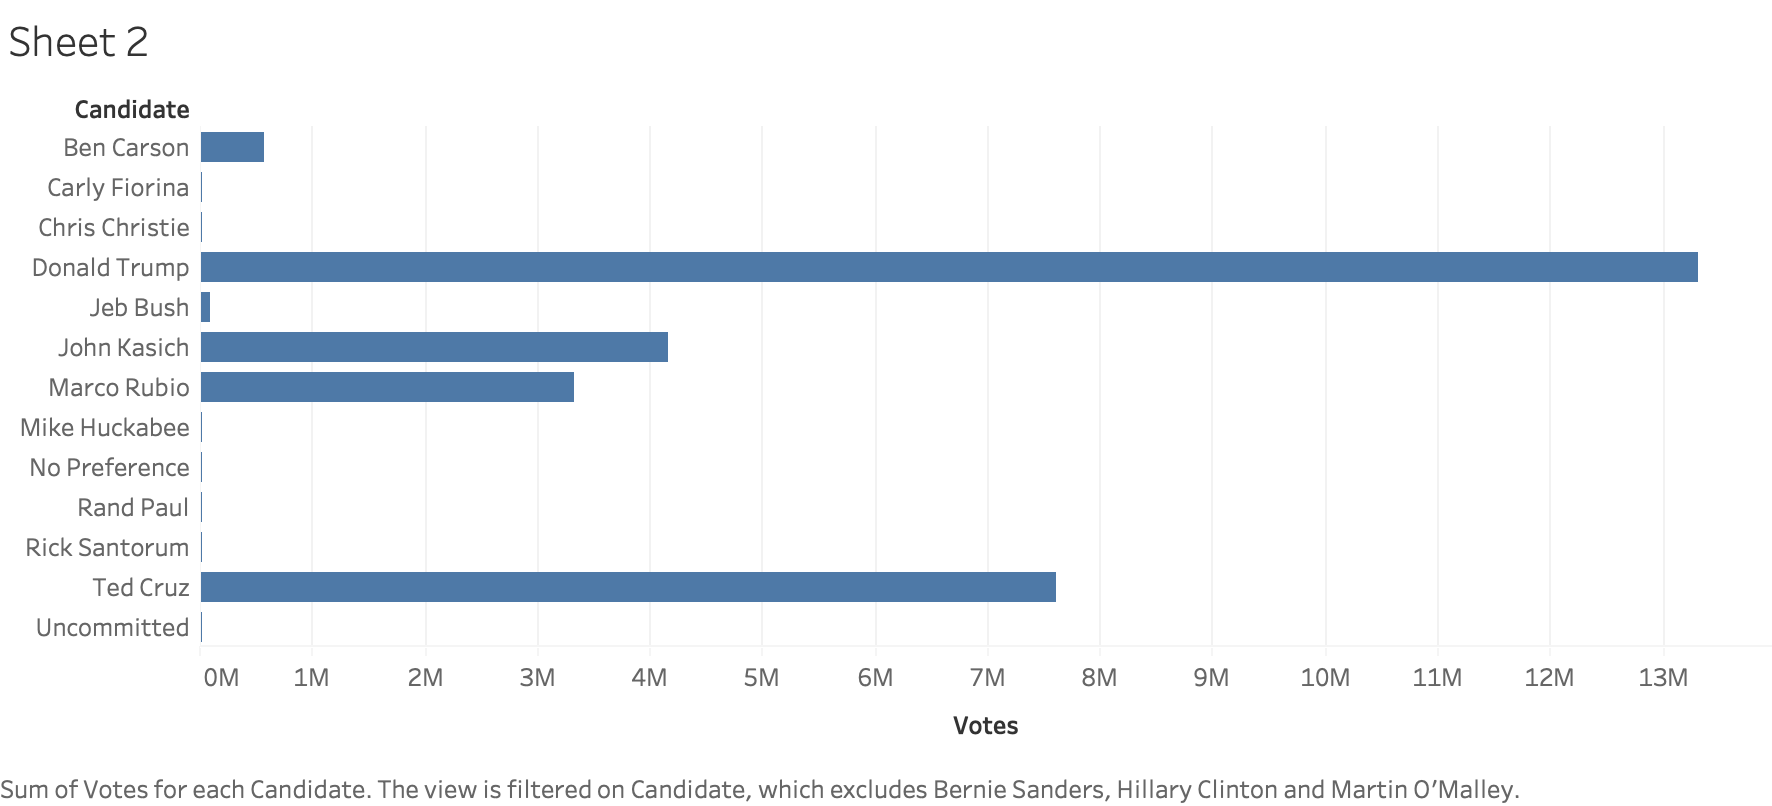 Sheet 2
Candidate
Ben Carson
Carly Fiorina
Chris Christie
Donald Trump
Jeb Bush
John Kasich
Marco Rubio
Mike Huckabee
No Preference
Rand Paul
Rick Santorum
Ted Cruz
Uncommitted
0M 1M 2M 3M 4M 5M 6M 7M 8M 9M 10M 11M 12M 13M
Votes
Sum of Votes for each Candidate. The view is filtered on Candidate, which excludes Bernie Sanders, Hillary Clinton and Martin O’Malley.